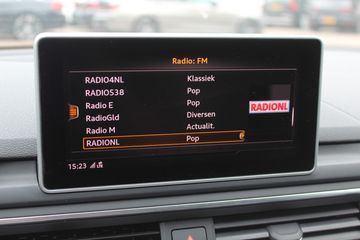 Radio: FM
RADIO4NL Klassiek
RADIO538 Pop
Radio E Pop
RadioGld Diversen
Radio M Actualit.
RADIONL Pop
RADIONL
15:23